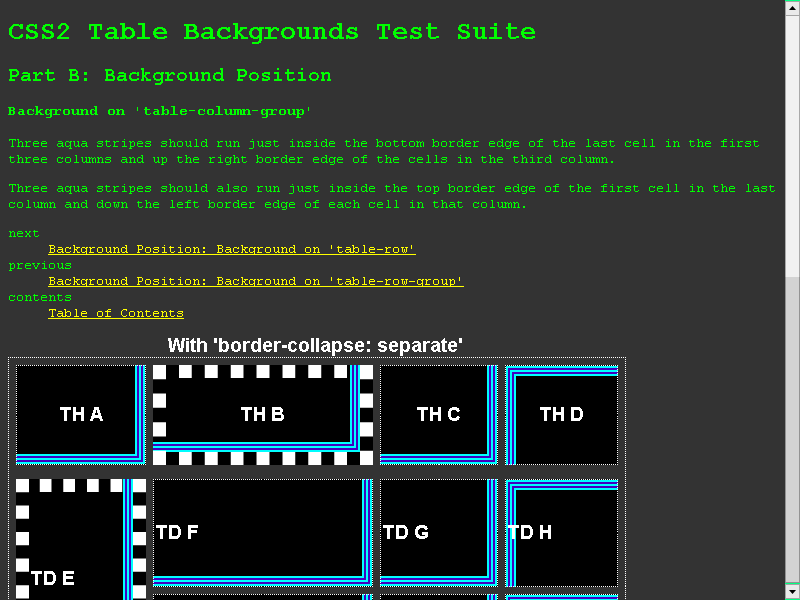 CSS2 Table Backgrounds Test Suite
Part B: Background Position
Background on 'table-column-group'
Three aqua stripes should run just inside the bottom border edge of the last cell in the first
three columns and up the right border edge of the cells in the third column.
Three aqua stripes should also run just inside the top border edge of the first cell in the last
column and down the left border edge of each cell in that column.
next
Background Position: Background on 'table-row'
previous
Background Position: Background on 'table-row-group'
contents
Table of Contents
With 'border-collapse: separate'
TH A TH B TH C TH D
TD F TD G TD H
TD E